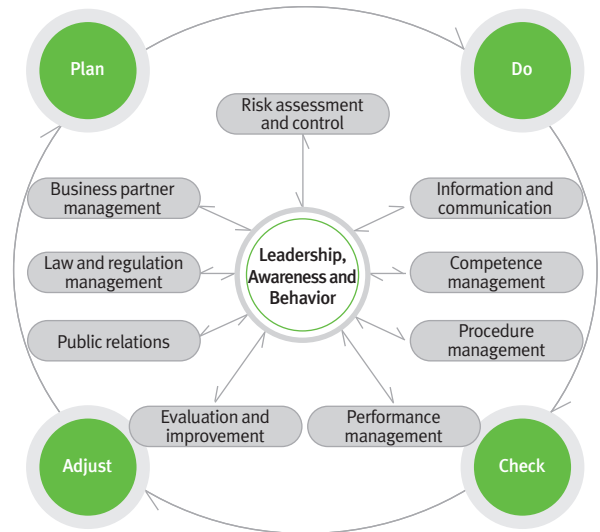 Plan
Do
Risk assessment
and control
Business partner
management
Information and
communication
Leadership,
Awareness and
Behavior
Law and regulation
management
Competence
management
Public relations
Procedure
management
Evaluation and
improvement
Performance
management
Adjust
Check